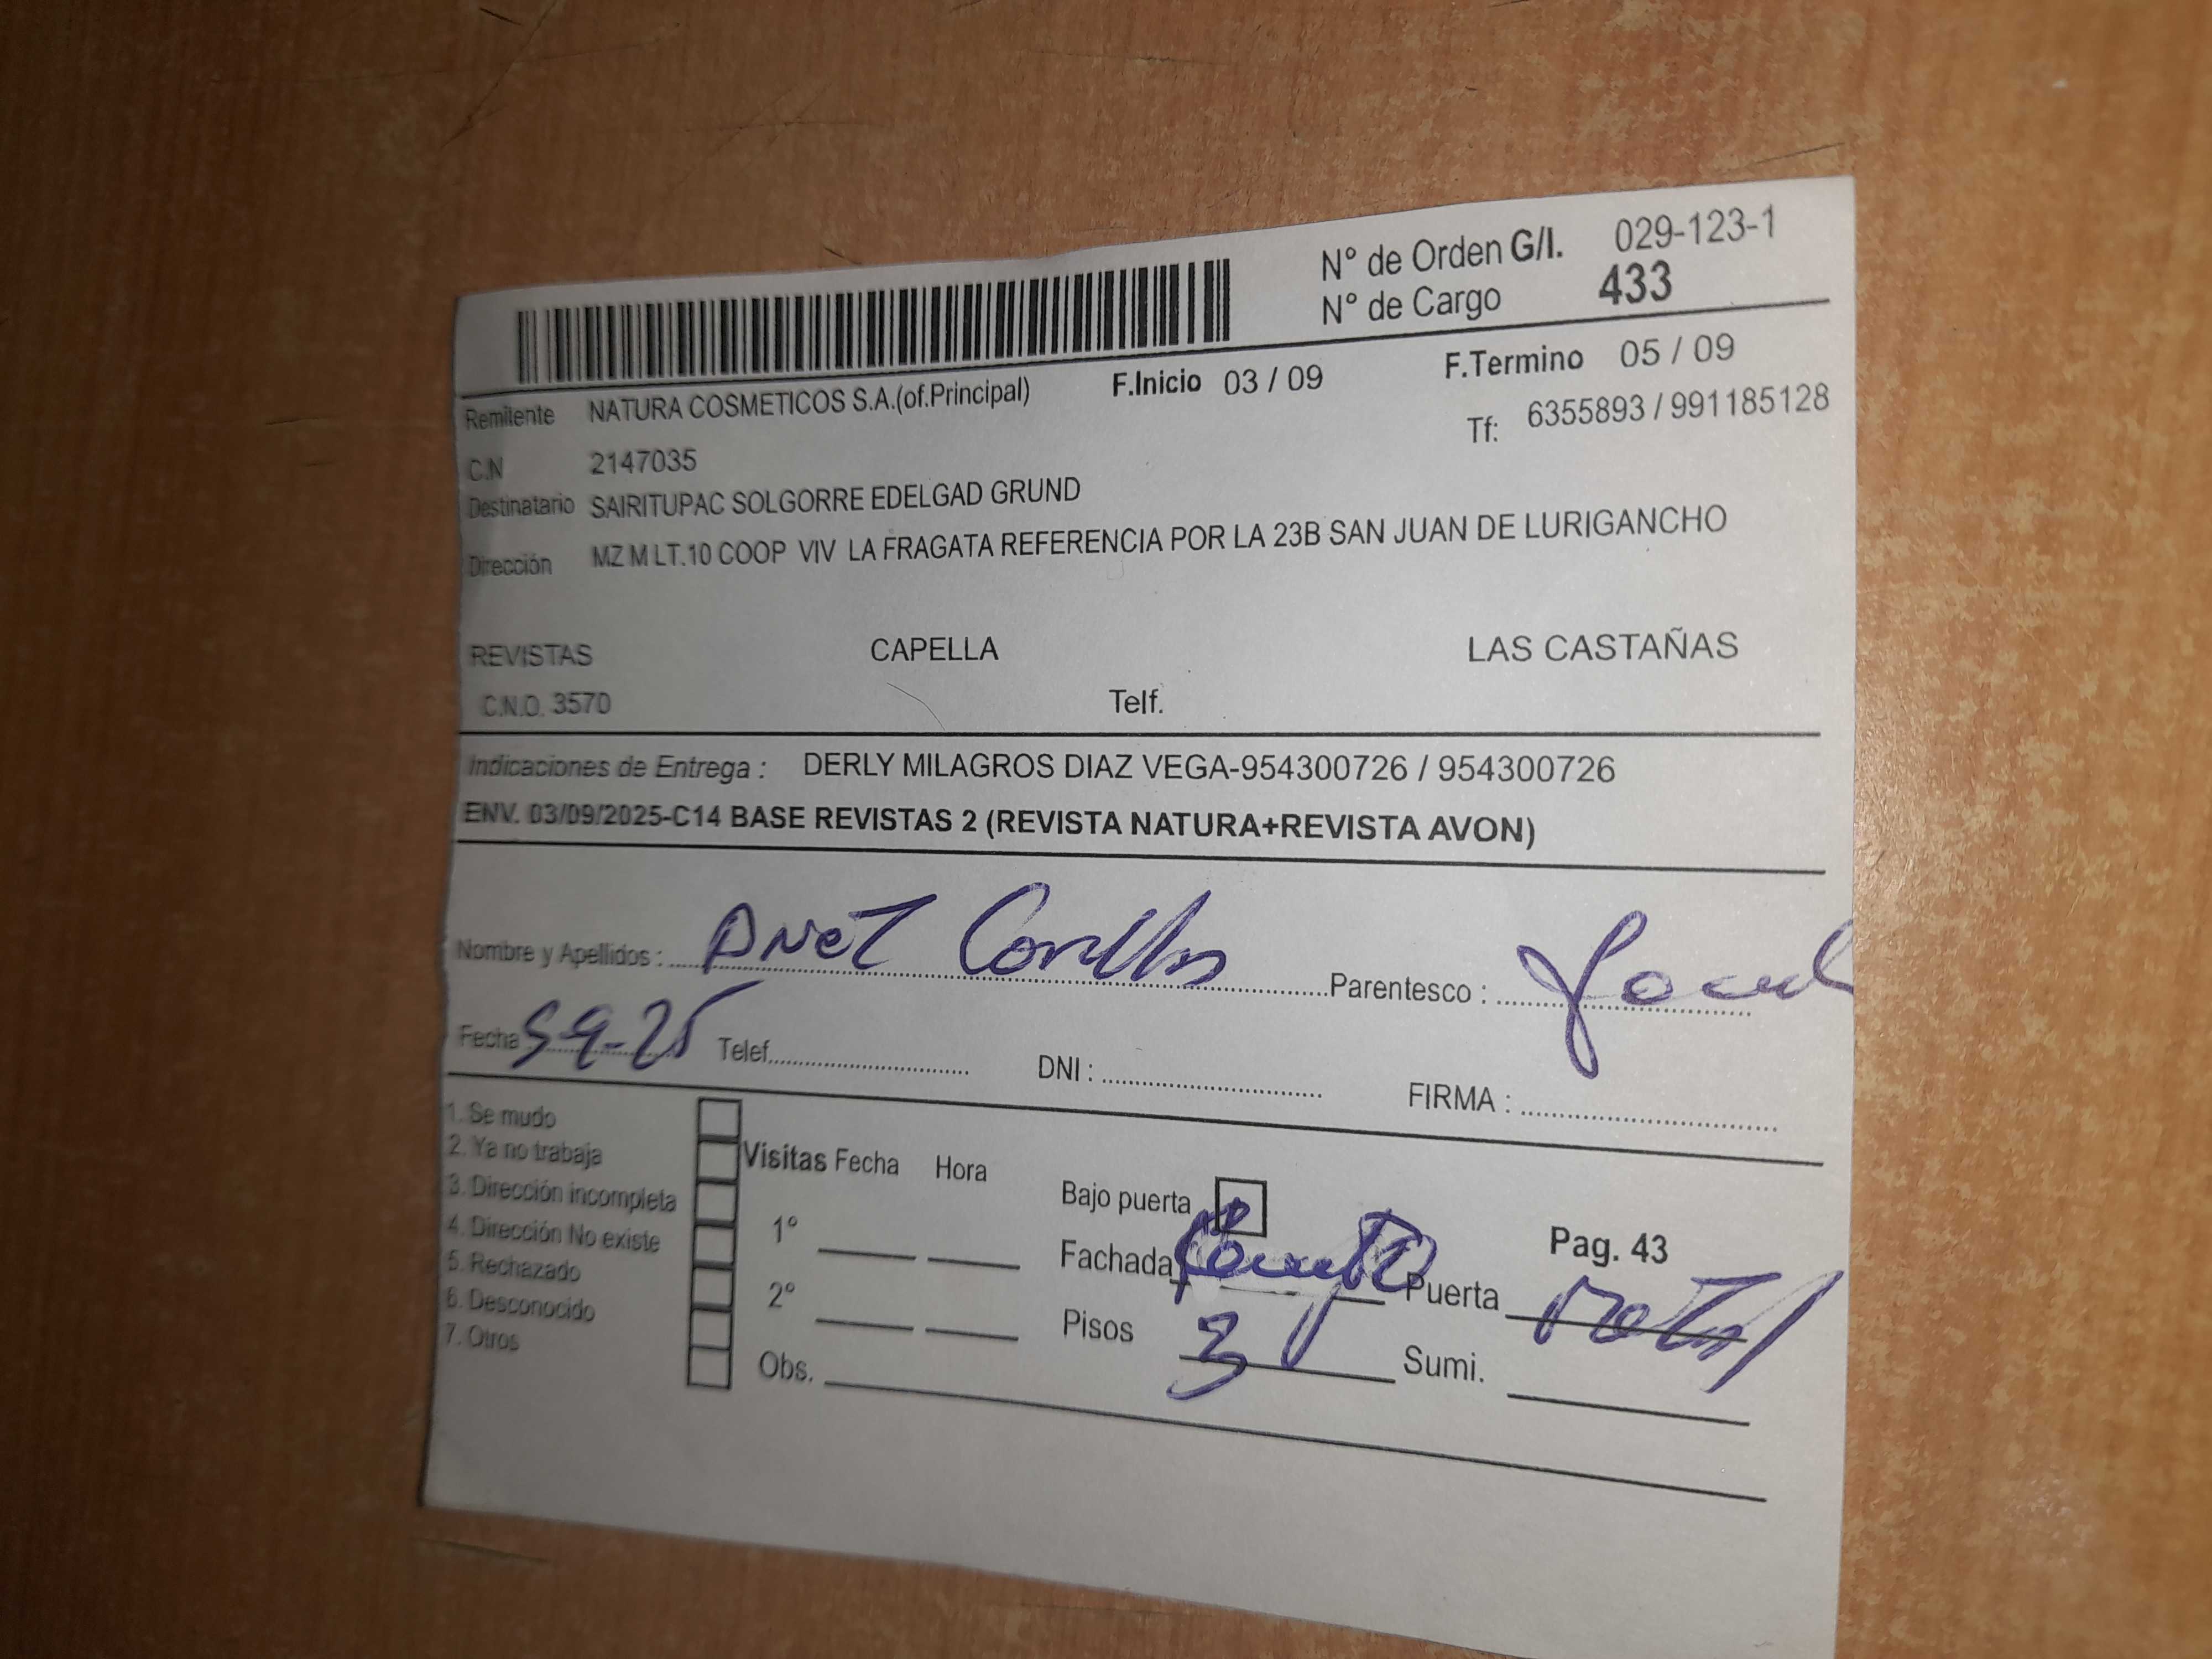 N° de Orden G/I. 029-123-1
N° de Cargo 433
Remitente NATURA COSMETICOS S.A.(of.Principal) F.Inicio 03 / 09 F.Termino 05 / 09
C.N 2147035 Tf: 6355893 / 991185128
Destinatario SAIRITUPAC SOLGORRE EDELGAD GRUND
Dirección MZ M LT.10 COOP VIV LA FRAGATA REFERENCIA POR LA 23B SAN JUAN DE LURIGANCHO
REVISTAS CAPELLA LAS CASTAÑAS
C.N.O. 3570 Telf.
Indicaciones de Entrega : DERLY MILAGROS DIAZ VEGA-954300726 / 954300726
ENV. 03/09/2025-C14 BASE REVISTAS 2 (REVISTA NATURA+REVISTA AVON)
Nombre y Apellidos : Parentesco :
Fecha 5-9-25 Telef. DNI : FIRMA :
1. Se mudo
2. Ya no trabaja
3. Dirección incompleta
4. Dirección No existe
5. Rechazado
6. Desconocido
7. Otros
Visitas Fecha Hora
1°
2°
Obs.
Bajo puerta
Pag. 43
Fachada Puerta
Pisos 3 Sumi.